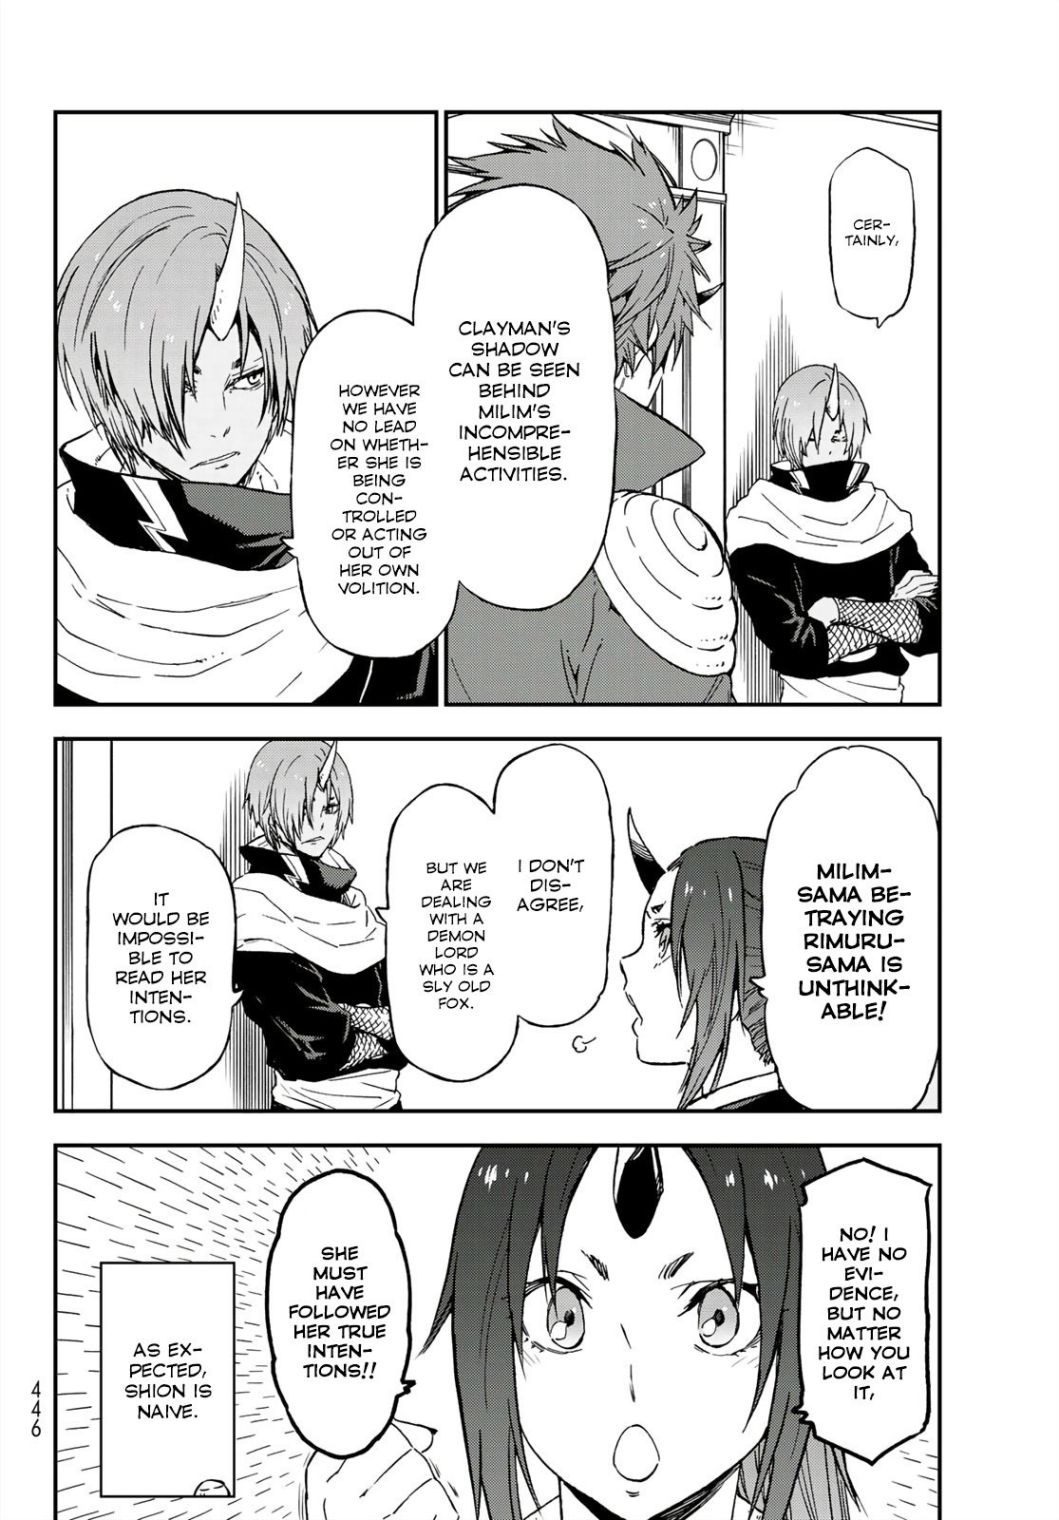 CER-
TAINLY,
CLAYMAN'S
SHADOW
CAN BE SEEN
BEHIND
MILIM'S
INCOMPRE-
HENSIBLE
ACTIVITIES.
HOWEVER
WE HAVE
NO LEAD
ON WHETH-
ER SHE IS
BEING
CON-
TROLLED
OR ACTING
OUT OF
HER OWN
VOLITION.
MILIM-
SAMA BE-
TRAYING
RIMURU-
SAMA IS
UNTHINK-
ABLE!
I DON'T
DIS-
AGREE,
BUT WE
ARE
DEALING
WITH A
DEMON
LORD
WHO IS A
SLY OLD
FOX.
IT
WOULD BE
IMPOSSI-
BLE TO
READ HER
INTEN-
TIONS.
NO! I
HAVE NO
EVI-
DENCE,
BUT NO
MATTER
HOW YOU
LOOK AT
IT,
SHE
MUST
HAVE
FOLLOWED
HER TRUE
INTEN-
TIONS!!
AS EX-
PECTED,
SHION IS
NAIVE.
446